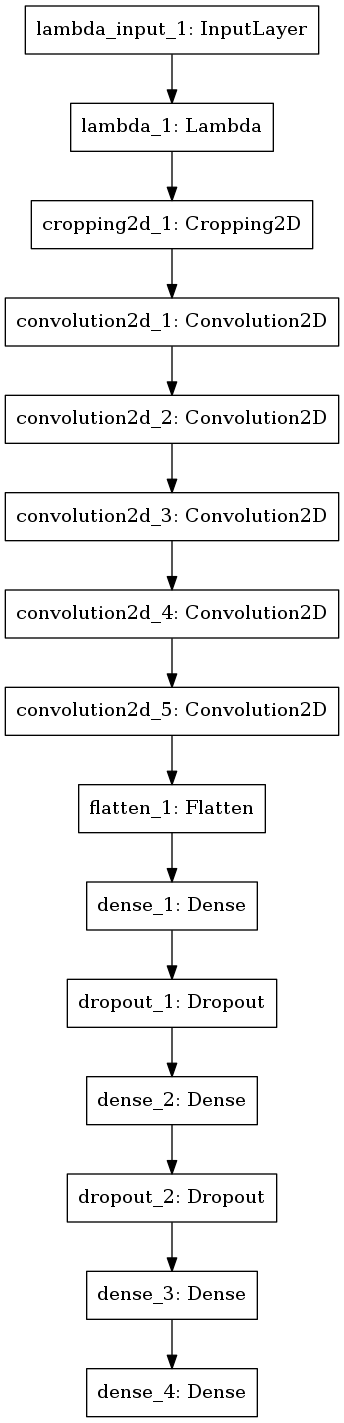 lambda_input_1: InputLayer
lambda_1: Lambda
cropping2d_1: Cropping2D
convolution2d_1: Convolution2D
convolution2d_2: Convolution2D
convolution2d_3: Convolution2D
convolution2d_4: Convolution2D
convolution2d_5: Convolution2D
flatten_1: Flatten
dense_1: Dense
dropout_1: Dropout
dense_2: Dense
dropout_2: Dropout
dense_3: Dense
dense_4: Dense